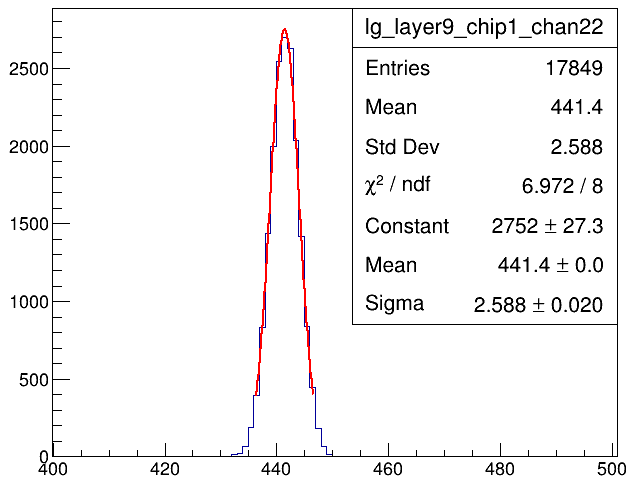 lg_layer9_chip1_chan22
Entries 17849
Mean 441.4
Std Dev 2.588
χ² / ndf 6.972 / 8
Constant 2752 ± 27.3
Mean 441.4 ± 0.0
Sigma 2.588 ± 0.020
2500
2000
1500
1000
500
0
400 420 440 460 480 500